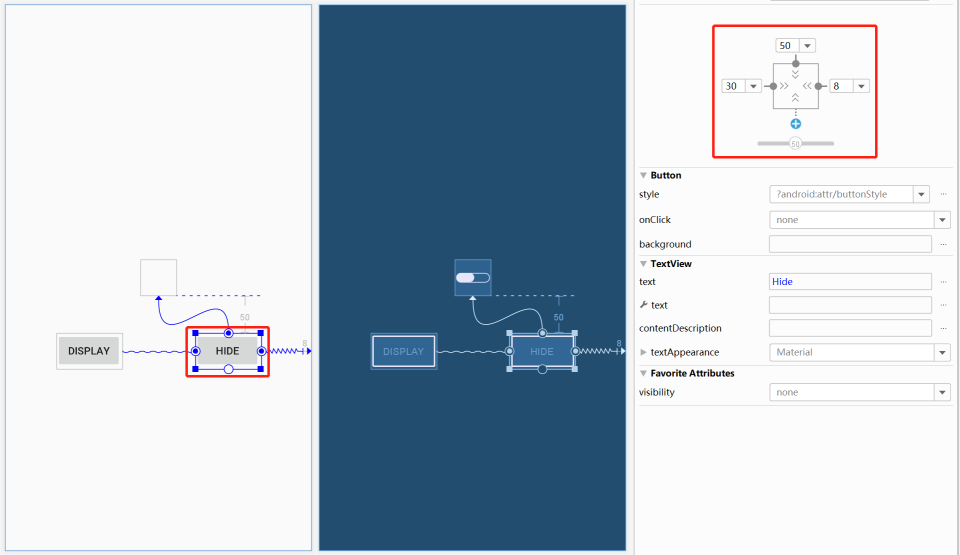 50
30
8
50
Button
style
?android:attr/buttonStyle
onClick
none
background
TextView
text
Hide
text
contentDescription
textAppearance
Material
Favorite Attributes
visibility
none
50
8
DISPLAY
HIDE
50
8
DISPLAY
HIDE